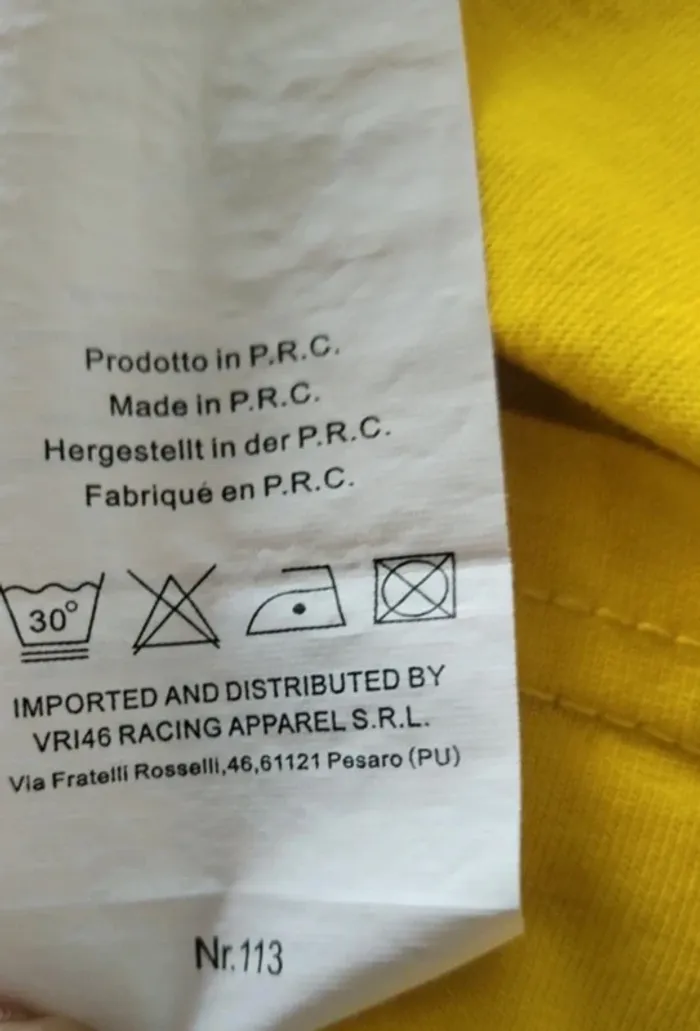 Prodotto in P.R.C.
Made in P.R.C.
Hergestellt in der P.R.C.
Fabriqué en P.R.C.
30°
IMPORTED AND DISTRIBUTED BY
VRI46 RACING APPAREL S.R.L.
Via Fratelli Rosselli,46,61121 Pesaro (PU)
Nr.113